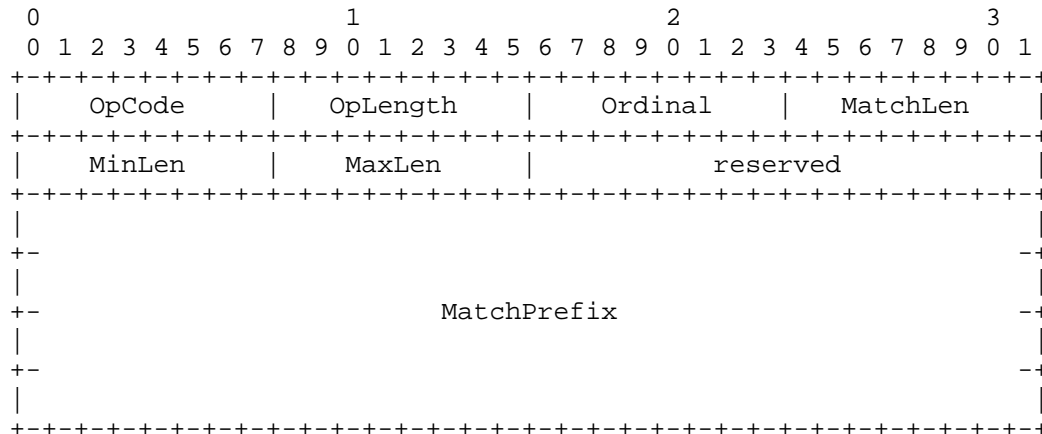 0                   1                   2                   3
 0 1 2 3 4 5 6 7 8 9 0 1 2 3 4 5 6 7 8 9 0 1 2 3 4 5 6 7 8 9 0 1
+-+-+-+-+-+-+-+-+-+-+-+-+-+-+-+-+-+-+-+-+-+-+-+-+-+-+-+-+-+-+-+-+
|    OpCode     |   OpLength    |    Ordinal    |   MatchLen    |
+-+-+-+-+-+-+-+-+-+-+-+-+-+-+-+-+-+-+-+-+-+-+-+-+-+-+-+-+-+-+-+-+
|    MinLen     |    MaxLen     |           reserved            |
+-+-+-+-+-+-+-+-+-+-+-+-+-+-+-+-+-+-+-+-+-+-+-+-+-+-+-+-+-+-+-+-+
|                                                               |
+-                                                             -+
|                                                               |
+-                         MatchPrefix                         -+
|                                                               |
+-                                                             -+
|                                                               |
+-+-+-+-+-+-+-+-+-+-+-+-+-+-+-+-+-+-+-+-+-+-+-+-+-+-+-+-+-+-+-+-+